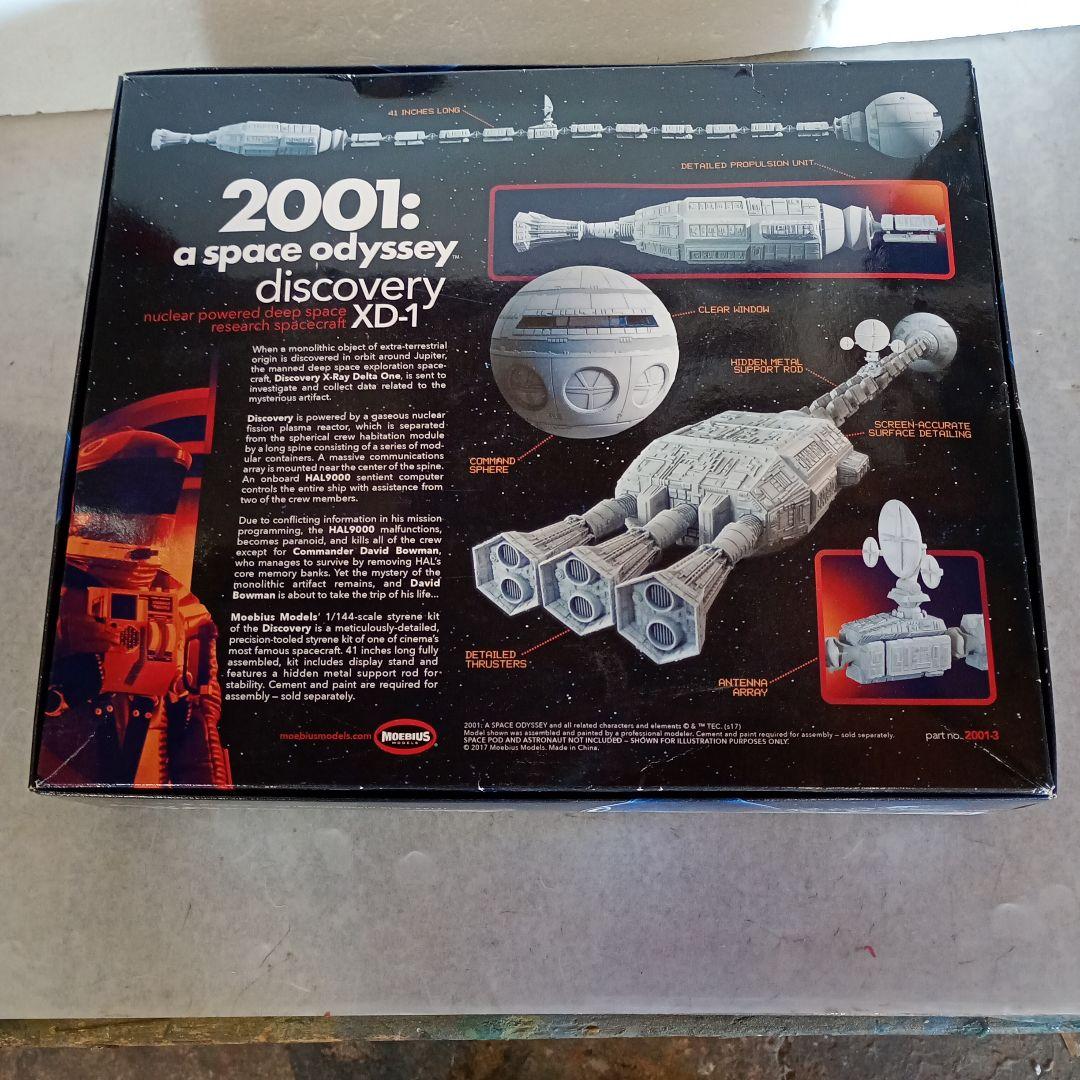 41 INCHES LONG
DETAILED PROPULSION UNIT
2001:
a space odyssey™
discovery
nuclear powered deep space
research spacecraft XD-1
When a monolithic object of extra-terrestrial
origin is discovered in orbit around Jupiter,
the manned deep space exploration space-
craft, Discovery X-Ray Delta One, is sent to
investigate and collect data related to the
mysterious artifact.
Discovery is powered by a gaseous nuclear
fission plasma reactor, which is separated
from the spherical crew habitation module
by a long spine consisting of a series of mod-
ular containers. A massive communications
array is mounted near the center of the spine.
An onboard HAL9000 sentient computer
controls the entire ship with assistance from
two of the crew members.
Due to conflicting information in his mission
programming, the HAL9000 malfunctions,
becomes paranoid, and kills all of the crew
except for Commander David Bowman,
who manages to survive by removing HAL's
core memory banks. Yet the mystery of the
monolithic artifact remains, and David
Bowman is about to take the trip of his life...
Moebius Models' 1/144-scale styrene kit
of the Discovery is a meticulously-detailed,
precision-tooled styrene kit of one of cinema's
most famous spacecraft. 41 inches long fully
assembled, kit includes display stand and
features a hidden metal support rod for
stability. Cement and paint are required for
assembly – sold separately.
CLEAR WINDOW
HIDDEN METAL
SUPPORT ROD
SCREEN-ACCURATE
SURFACE DETAILING
COMMAND
SPHERE
DETAILED
THRUSTERS
ANTENNA
ARRAY
moebiusmodels.com
MOEBIUS
MODELS
2001: A SPACE ODYSSEY and all related characters and elements © & ™ TEC. (s17)
Model shown was assembled and painted by a professional modeler. Cement and paint required for assembly – sold separately.
SPACE POD AND ASTRONAUT NOT INCLUDED – SHOWN FOR ILLUSTRATION PURPOSES ONLY.
© 2017 Moebius Models. Made in China.
part no. 2001-3